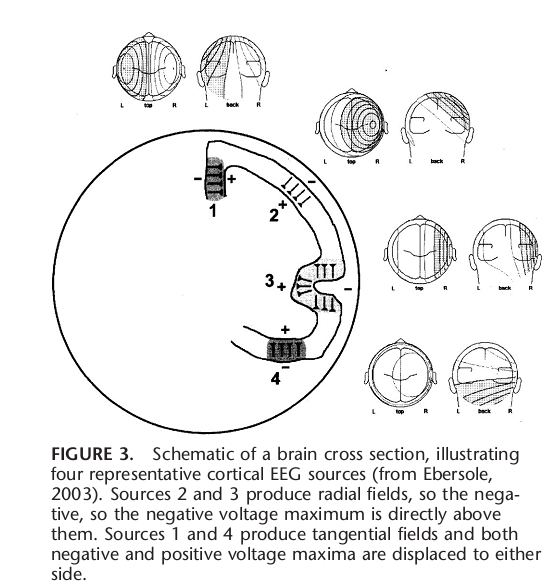 L top R L back R
L top R L back R
- + 1
2 + -
L top R L back R
3 + -
+ 4 -
L top R L back R
FIGURE 3. Schematic of a brain cross section, illustrating
four representative cortical EEG sources (from Ebersole,
2003). Sources 2 and 3 produce radial fields, so the nega-
tive, so the negative voltage maximum is directly above
them. Sources 1 and 4 produce tangential fields and both
negative and positive voltage maxima are displaced to either
side.